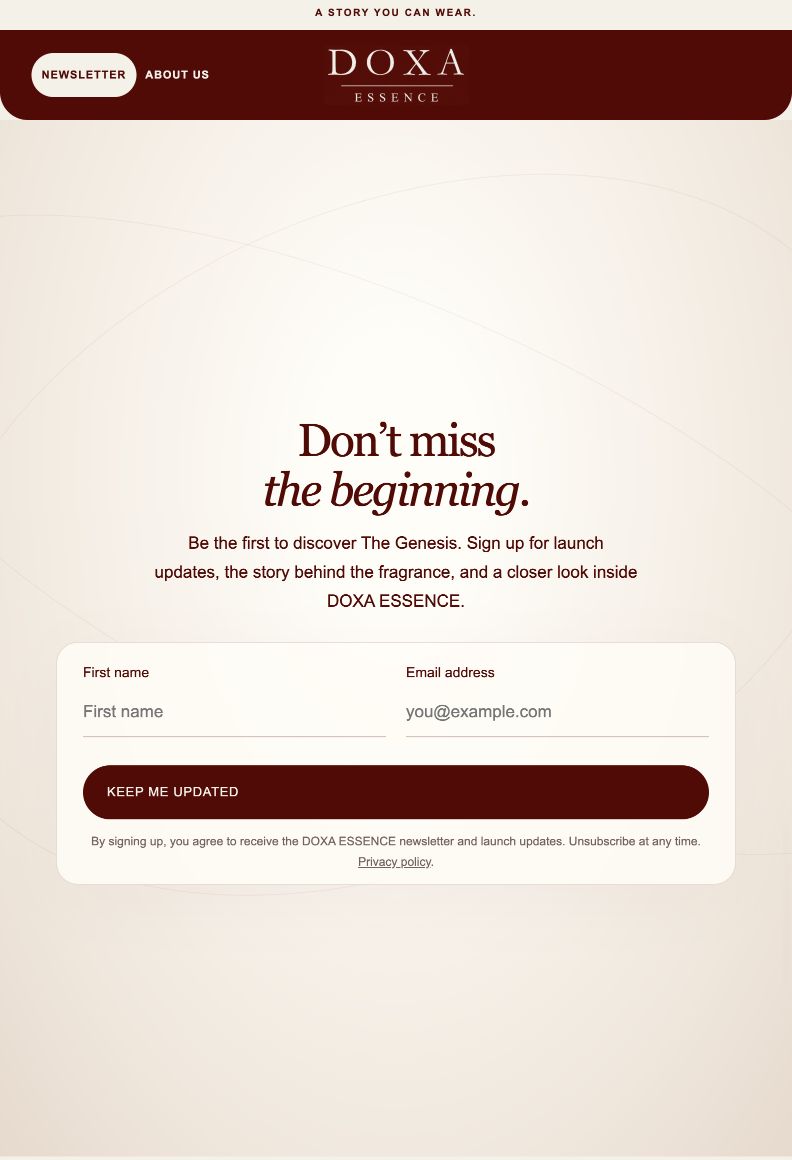 A STORY YOU CAN WEAR.
NEWSLETTER ABOUT US
DOXA
ESSENCE
Don’t miss
the beginning.
Be the first to discover The Genesis. Sign up for launch
updates, the story behind the fragrance, and a closer look inside
DOXA ESSENCE.
First name Email address
First name you@example.com
KEEP ME UPDATED
By signing up, you agree to receive the DOXA ESSENCE newsletter and launch updates. Unsubscribe at any time.
Privacy policy.